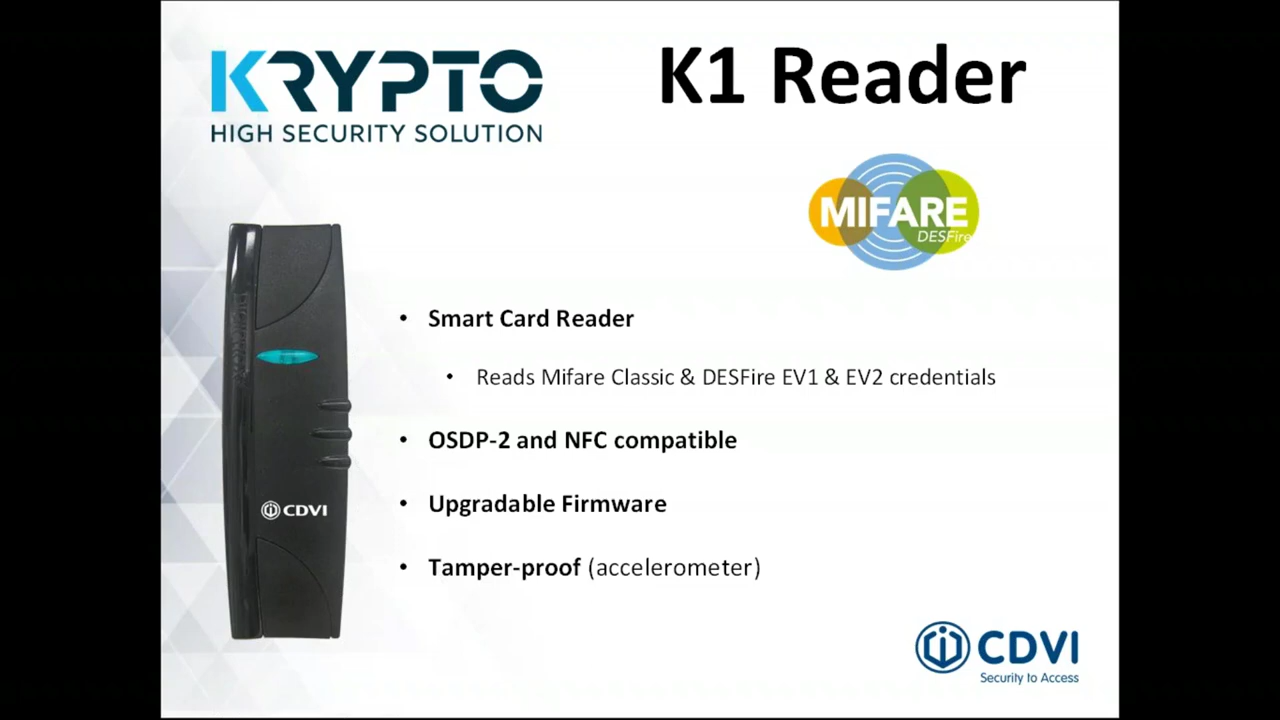 KRYPTO
HIGH SECURITY SOLUTION
K1 Reader
MIFARE
DESFire
• Smart Card Reader
• Reads Mifare Classic & DESFire EV1 & EV2 credentials
• OSDP-2 and NFC compatible
• Upgradable Firmware
CDVI
• Tamper-proof (accelerometer)
CDVI
Security to Access